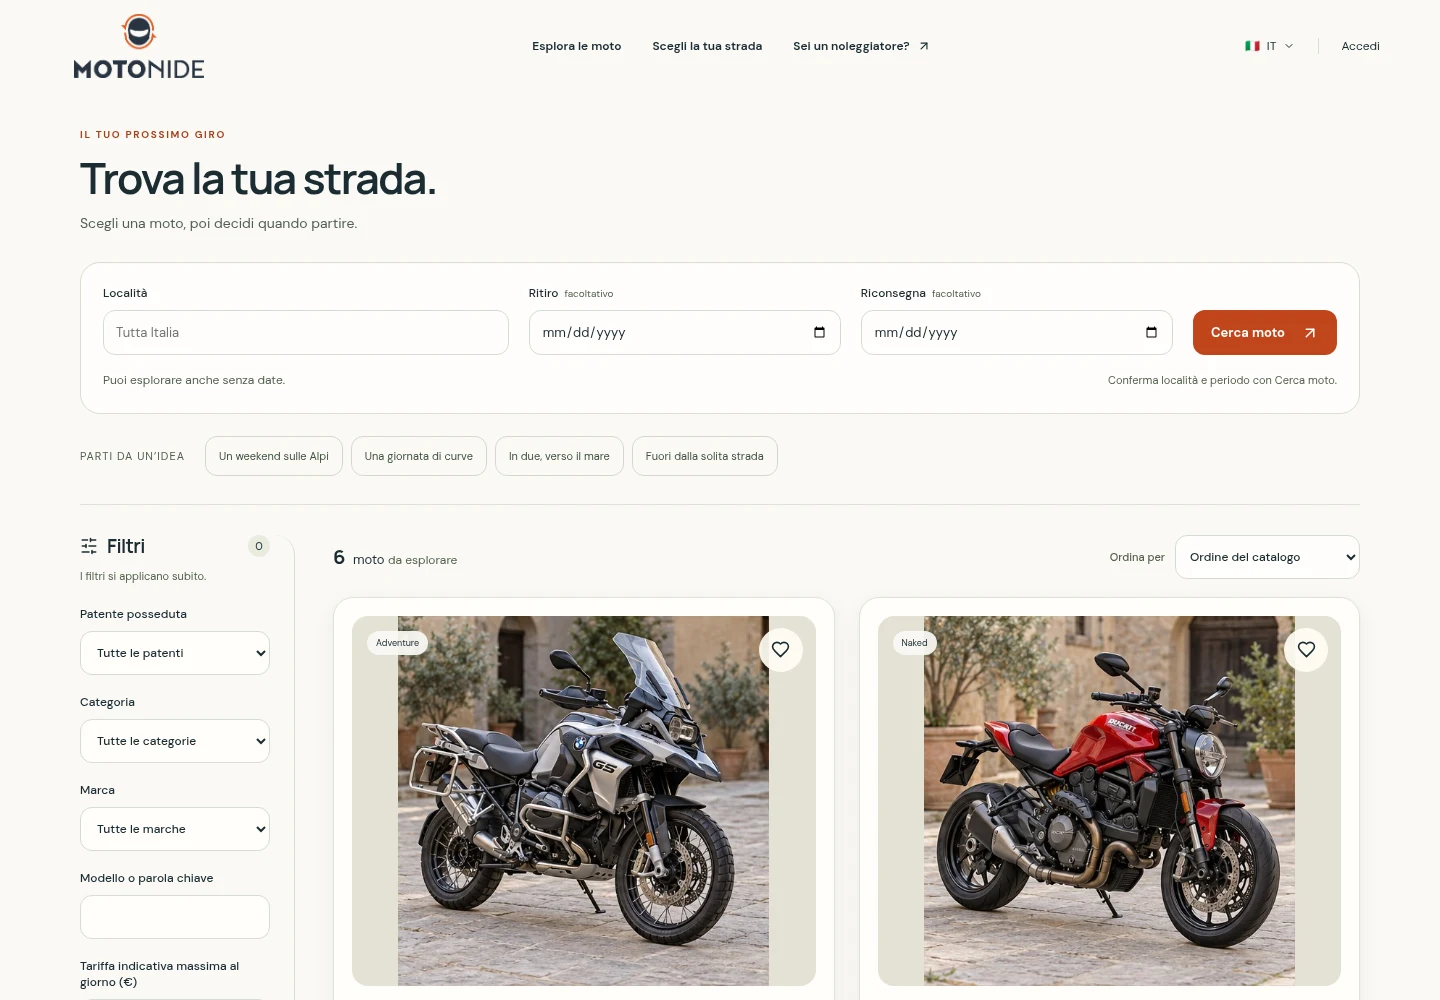 MOTONIDE
Esplora le moto
Scegli la tua strada
Sei un noleggiatore?
IT
Accedi
IL TUO PROSSIMO GIRO
Trova la tua strada.
Scegli una moto, poi decidi quando partire.
Località
Ritiro facoltativo
Riconsegna facoltativo
Tutta Italia
mm/dd/yyyy
mm/dd/yyyy
Cerca moto
Puoi esplorare anche senza date.
Conferma località e periodo con Cerca moto.
PARTI DA UN'IDEA
Un weekend sulle Alpi
Una giornata di curve
In due, verso il mare
Fuori dalla solita strada
Filtri
0
I filtri si applicano subito.
Patente posseduta
Tutte le patenti
Categoria
Tutte le categorie
Marca
Tutte le marche
Modello o parola chiave
Tariffa indicativa massima al
giorno (€)
6 moto da esplorare
Ordina per
Ordine del catalogo
Adventure
GS
Naked
DUCATI